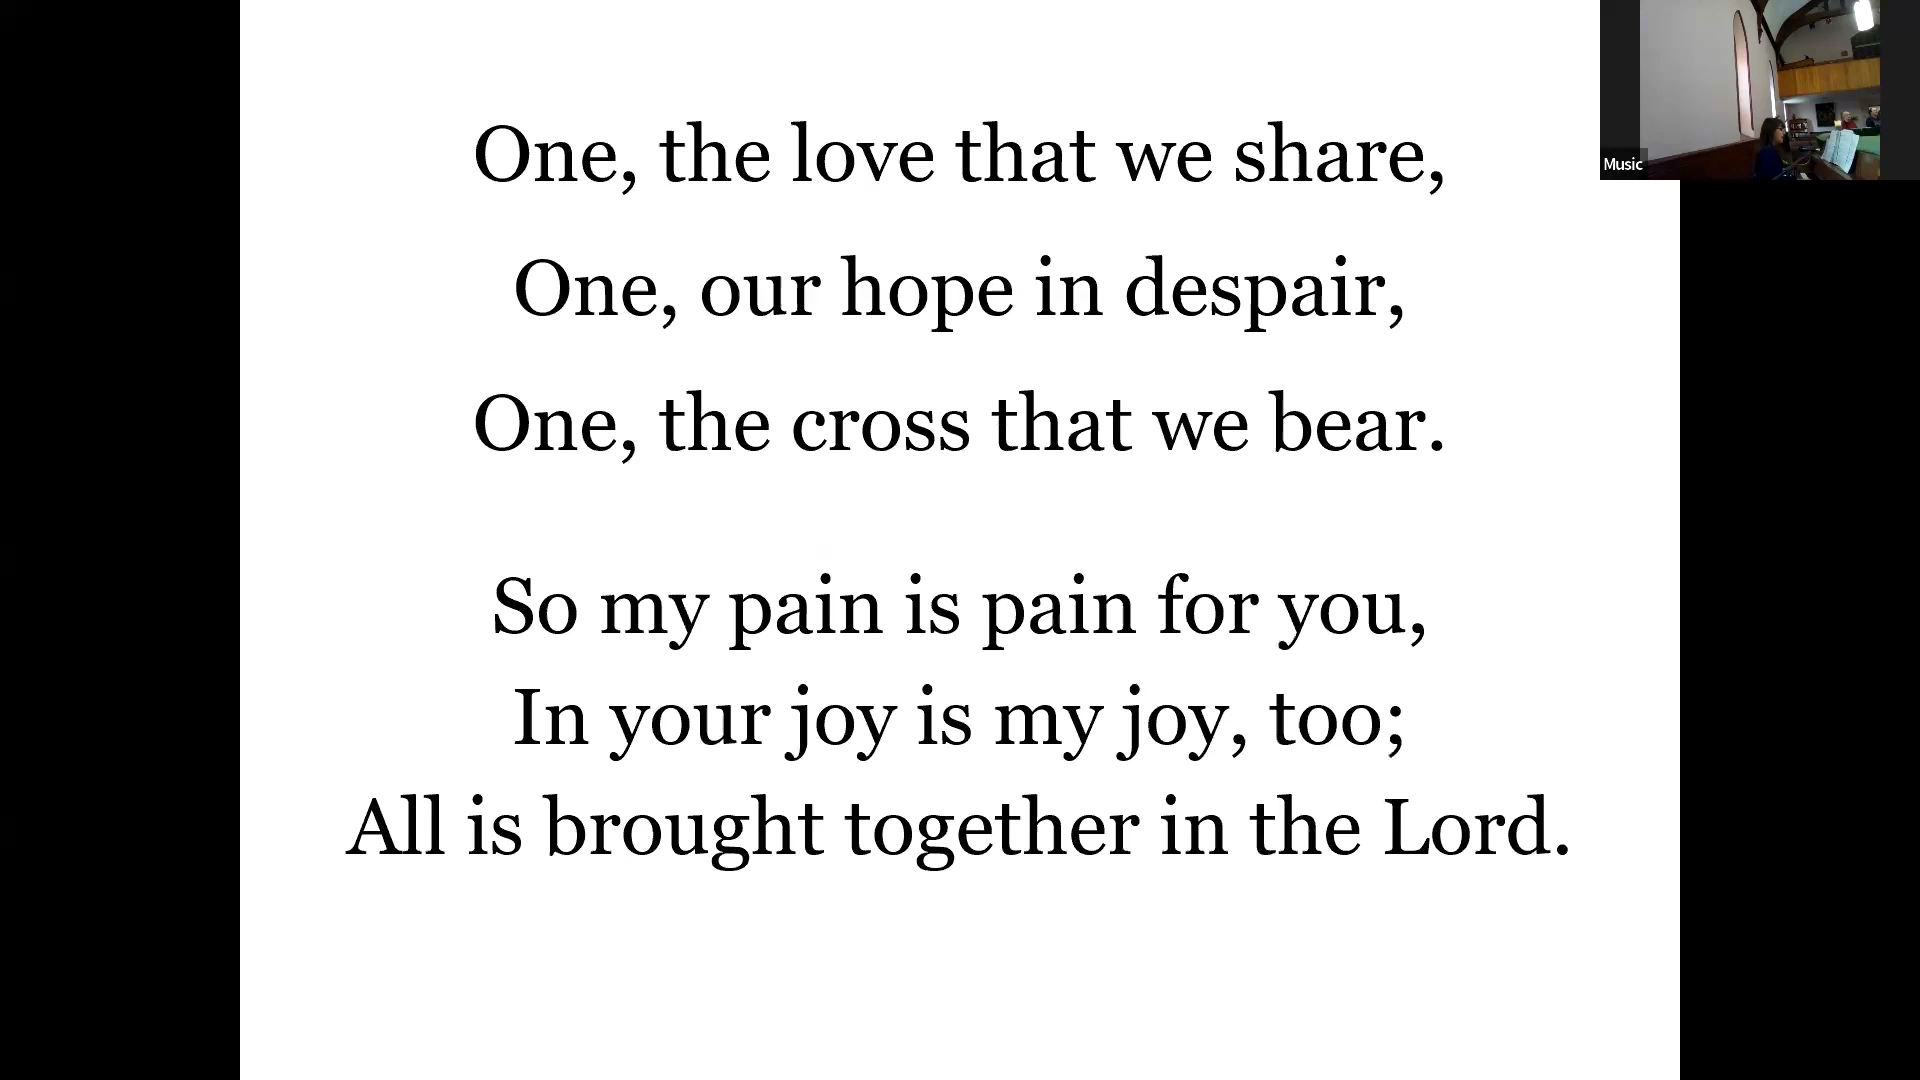 One, the love that we share,
One, our hope in despair,
One, the cross that we bear.
So my pain is pain for you,
In your joy is my joy, too;
All is brought together in the Lord.
Music